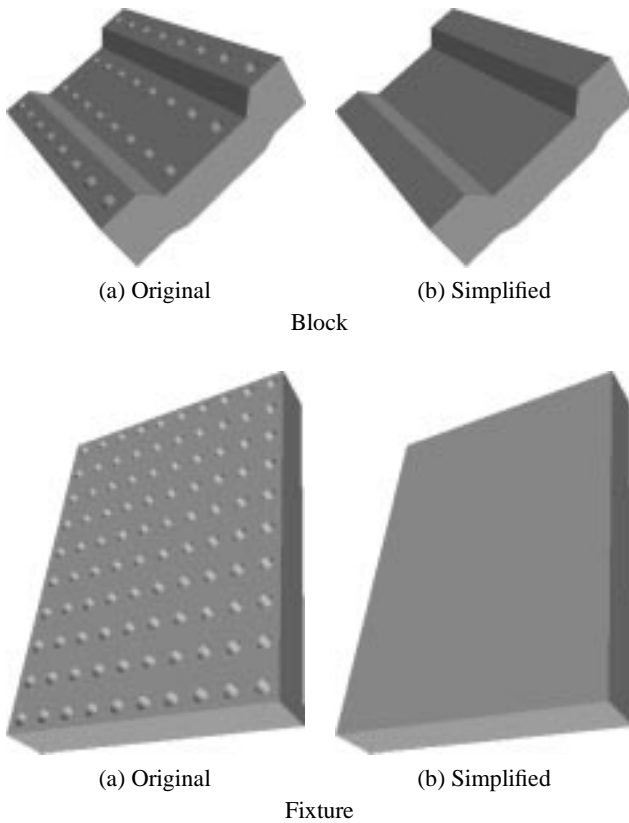 (a) Original
(b) Simplified
Block
(a) Original
(b) Simplified
Fixture